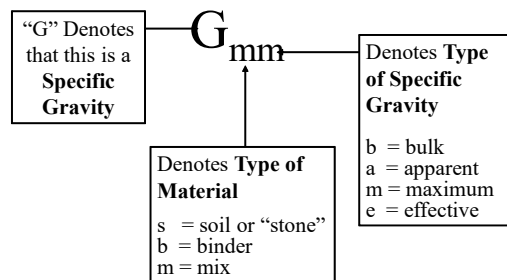 “G” Denotes
that this is a
Specific
Gravity
Gmm
Denotes Type
of Specific
Gravity
b = bulk
a = apparent
m = maximum
e = effective
Denotes Type of
Material
s = soil or “stone”
b = binder
m = mix